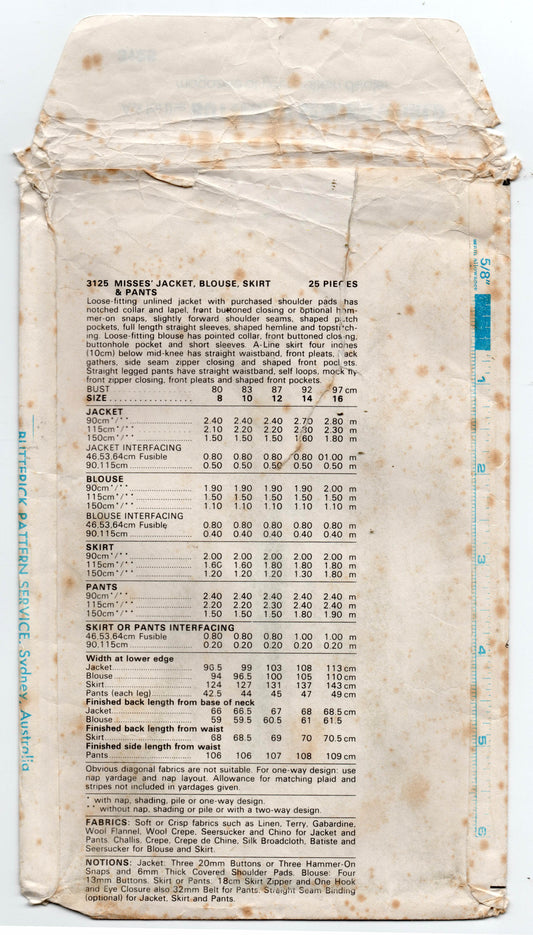 3125 MISSES' JACKET, BLOUSE, SKIRT 25 PIECES
& PANTS
Loose-fitting unlined jacket with purchased shoulder pads has
notched collar and lapel, front buttoned closing or optional ham-
mer-on snaps, slightly forward shoulder seams, shaped patch
pockets, full length straight sleeves, shaped hemline and topstitch-
ing. Loose-fitting blouse has pointed collar, front buttoned closing,
buttonhole pocket and short sleeves. A-Line skirt four inches
(10cm) below mid-knee has straight waistband, front pleats, back
gathers, side seam zipper closing and shaped front pockets.
Straight legged pants have straight waistband, self loops, mock fly
front zipper closing, front pleats and shaped front pockets.
BUST 80 83 87 92 97 cm
SIZE 8 10 12 14 16
JACKET
90cm*/** 2.40 2.40 2.40 2.70 2.80 m
115cm*/** 2.10 2.20 2.20 2.30 2.30 m
150cm*/** 1.50 1.50 1.50 1.60 1.80 m
JACKET INTERFACING
46,53,64cm Fusible 0.80 0.80 0.80 0.80 01.00 m
90,115cm 0.50 0.50 0.50 0.50 0.50 m
BLOUSE
90cm*/** 1.90 1.90 1.90 1.90 2.00 m
115cm*/** 1.50 1.50 1.50 1.50 1.50 m
150cm*/** 1.10 1.10 1.10 1.10 1.10 m
BLOUSE INTERFACING
46,53,64cm Fusible 0.80 0.80 0.80 0.80 0.80 m
90,115cm 0.40 0.40 0.40 0.40 0.40 m
SKIRT
90cm*/** 2.00 2.00 2.00 2.00 2.00 m
115cm*/** 1.60 1.60 1.80 1.80 1.80 m
150cm*/** 1.20 1.20 1.20 1.30 1.80 m
PANTS
90cm*/** 2.40 2.40 2.40 2.40 2.40 m
115cm*/** 2.20 2.20 2.30 2.40 2.40 m
150cm*/** 1.50 1.50 1.50 1.80 1.90 m
SKIRT OR PANTS INTERFACING
46,53,64cm Fusible 0.80 0.80 0.80 1.00 1.00 m
90,115cm 0.20 0.20 0.20 0.20 0.20 m
Width at lower edge
Jacket 96.5 99 103 108 113 cm
Blouse 94 96.5 100 105 110 cm
Skirt 124 127 131 137 143 cm
Pants (each leg) 42.5 44 45 47 49 cm
Finished back length from base of neck
Jacket 66 66.5 67 68 68.5 cm
Blouse 59 59.5 60.5 61 61.5
Finished back length from waist
Skirt 68 68.5 69 70 70.5 cm
Finished side length from waist
Pants 106 106 107 108 109 cm
Obvious diagonal fabrics are not suitable. For one-way design: use
nap yardage and nap layout. Allowance for matching plaid and
stripes not included in yardages given.
* with nap, shading, pile or one-way design.
** without nap, shading or pile or with a two-way design.
FABRICS: Soft or Crisp fabrics such as Linen, Terry, Gabardine,
Wool Flannel, Wool Crepe, Seersucker and Chino for Jacket and
Pants. Challis, Crepe, Crepe de Chine, Silk Broadcloth, Batiste and
Seersucker for Blouse and Skirt.
NOTIONS: Jacket: Three 20mm Buttons or Three Hammer-On
Snaps and 6mm Thick Covered Shoulder Pads. Blouse: Four
13mm Buttons. Skirt or Pants: 18cm Skirt Zipper and One Hook
and Eye Closure also 32mm Belt for Pants. Straight Seam Binding
(optional) for Jacket, Skirt and Pants.
BUTTERICK PATTERN SERVICE, Sydney, Australia
5/8"
1
2
3
4
5
6